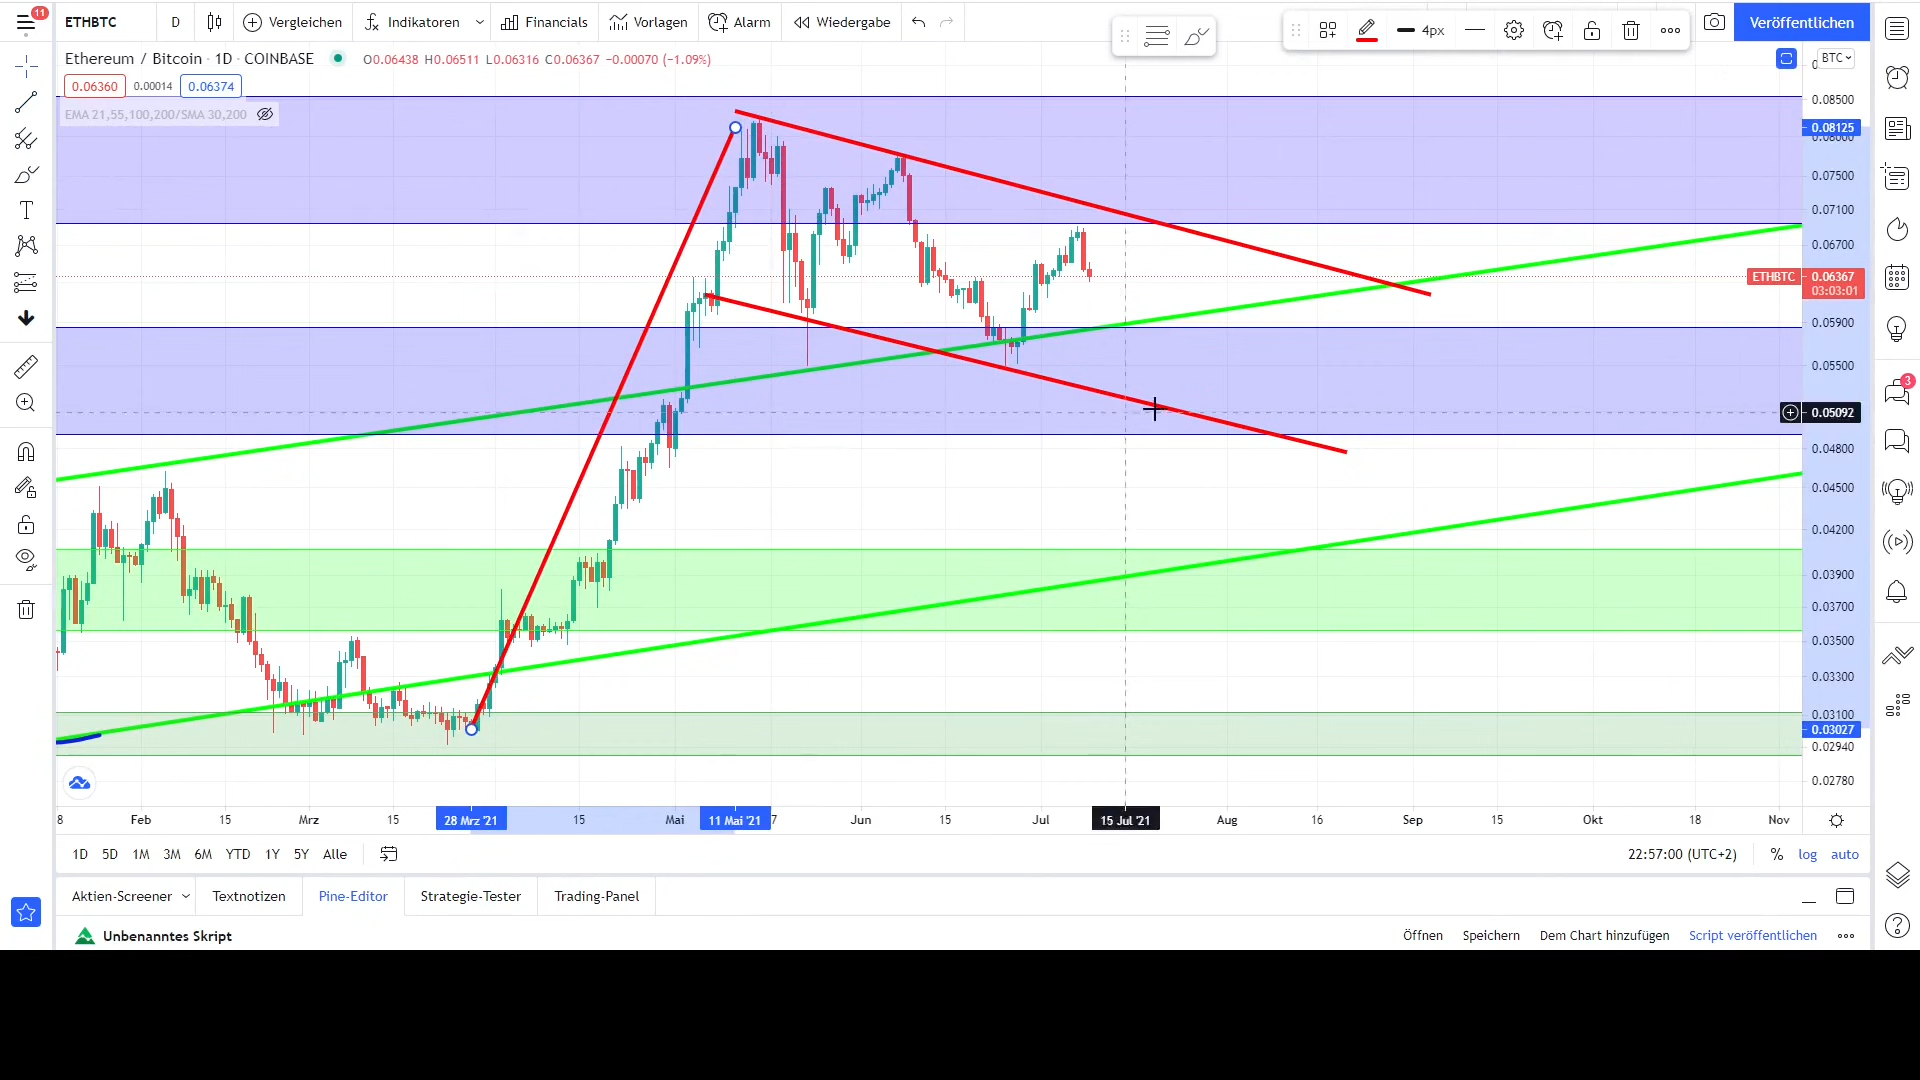 11
ETHBTC D Vergleichen Indikatoren Financials Vorlagen Alarm Wiedergabe 4px Veröffentlichen
Ethereum / Bitcoin · 1D · COINBASE O0.06438 H0.06511 L0.06316 C0.06367 −0.00070 (−1.09%)
BTC
0.06360 0.00014 0.06374
EMA 21,55,100,200/SMA 30,200
0.08500
0.08125
0.08000
0.07500
0.07100
0.06700
ETHBTC 0.06367
03:03:01
0.05900
0.05500
0.05092
0.04800
0.04500
0.04200
0.03900
0.03700
0.03500
0.03300
0.03100
0.03027
0.02940
0.02780
3
8 Feb 15 Mrz 15 28 Mrz '21 15 Mai 11 Mai '21 7 Jun 15 Jul 15 Jul '21 Aug 16 Sep 15 Okt 18 Nov
1D 5D 1M 3M 6M YTD 1Y 5Y Alle 22:57:00 (UTC+2) % log auto
Aktien-Screener Textnotizen Pine-Editor Strategie-Tester Trading-Panel
Unbenanntes Skript Öffnen Speichern Dem Chart hinzufügen Script veröffentlichen